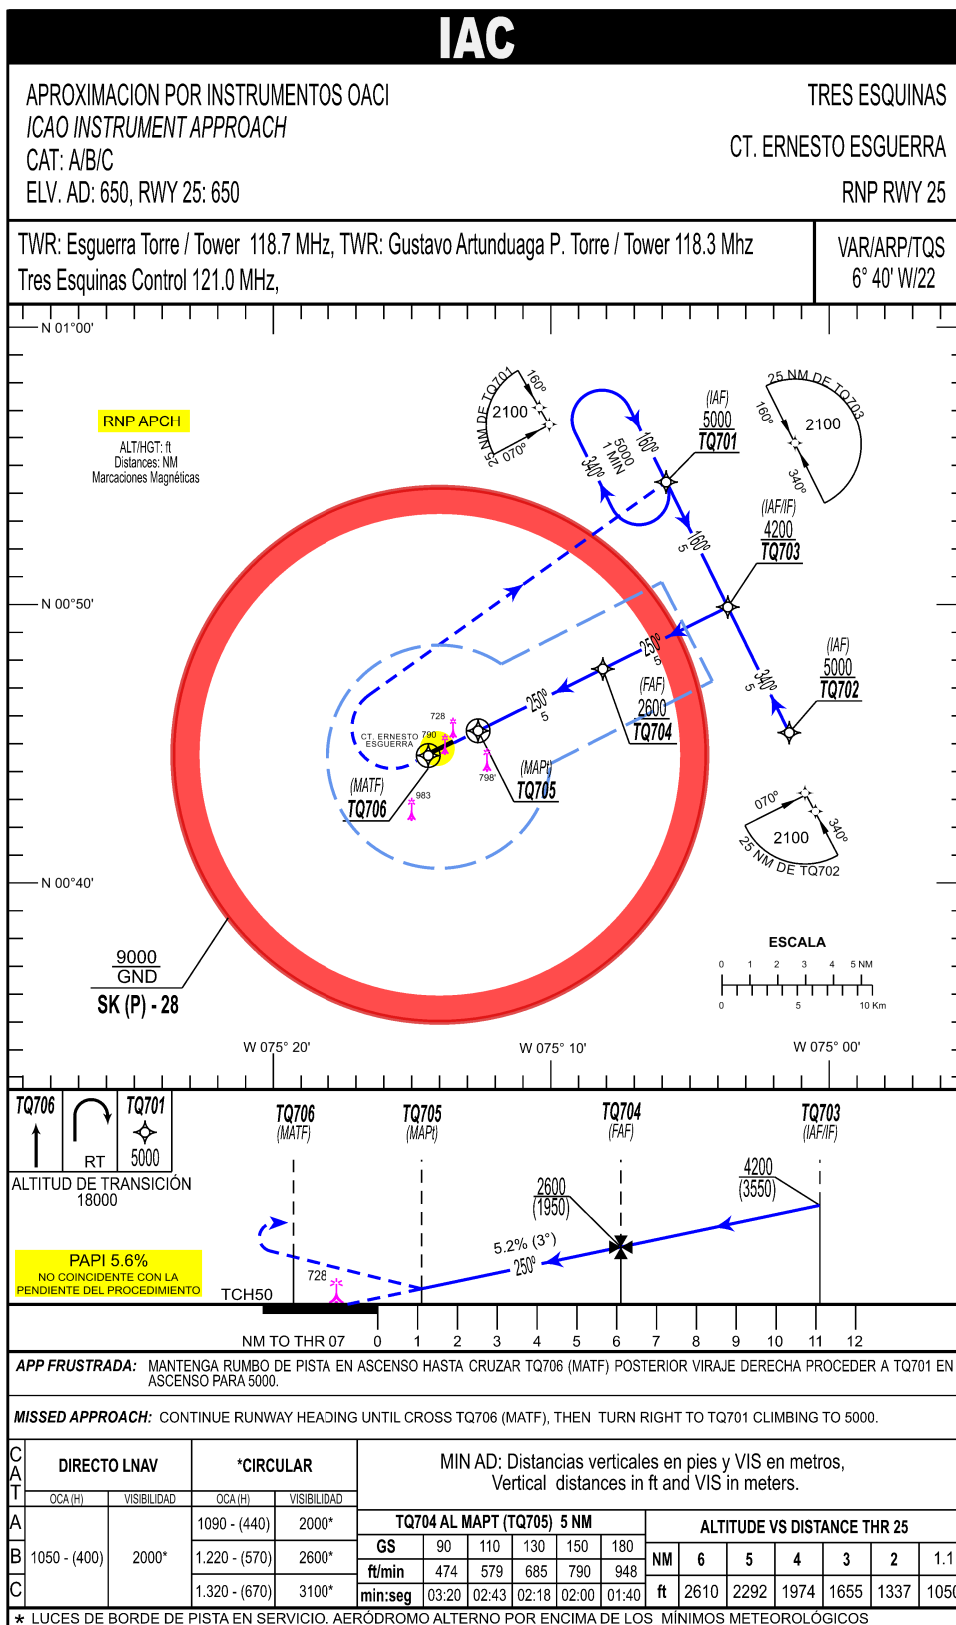 IAC
APROXIMACION POR INSTRUMENTOS OACI
ICAO INSTRUMENT APPROACH
CAT: A/B/C
ELV. AD: 650, RWY 25: 650
TRES ESQUINAS
CT. ERNESTO ESGUERRA
RNP RWY 25
TWR: Esguerra Torre / Tower 118.7 MHz, TWR: Gustavo Artunduaga P. Torre / Tower 118.3 Mhz
Tres Esquinas Control 121.0 MHz,
VAR/ARP/TQS
6° 40' W/22
N 01°00'
RNP APCH
ALT/HGT: ft
Distances: NM
Marcaciones Magnéticas
25 NM DE TQ701
160°
2100
070°
340º
5000
1 MIN
160º
(IAF)
5000
TQ701
25 NM DE TQ703
160º
2100
340º
(IAF/IF)
4200
TQ703
160º
5
N 00°50'
250º
5
(IAF)
5000
TQ702
340º
5
(FAF)
2600
TQ704
250º
5
728
790
CT. ERNESTO
ESGUERRA
798'
983
(MAPt)
TQ705
(MATF)
TQ706
070º
340º
2100
25 NM DE TQ702
N 00°40'
9000
GND
SK (P) - 28
ESCALA
0 1 2 3 4 5 NM
0 5 10 Km
W 075° 20'
W 075° 10'
W 075° 00'
TQ706
RT
TQ701
5000
ALTITUD DE TRANSICIÓN
18000
PAPI 5.6%
NO COINCIDENTE CON LA
PENDIENTE DEL PROCEDIMIENTO
TQ706
(MATF)
TQ705
(MAPt)
TQ704
(FAF)
TQ703
(IAF/IF)
2600
(1950)
4200
(3550)
5.2% (3°)
250º
728
TCH50
NM TO THR 07 0 1 2 3 4 5 6 7 8 9 10 11 12
APP FRUSTRADA: MANTENGA RUMBO DE PISTA EN ASCENSO HASTA CRUZAR TQ706 (MATF) POSTERIOR VIRAJE DERECHA PROCEDER A TQ701 EN
ASCENSO PARA 5000.
MISSED APPROACH: CONTINUE RUNWAY HEADING UNTIL CROSS TQ706 (MATF), THEN TURN RIGHT TO TQ701 CLIMBING TO 5000.
CAT
DIRECTO LNAV
*CIRCULAR
OCA (H) VISIBILIDAD OCA (H) VISIBILIDAD
A 1090 - (440) 2000*
B 1050 - (400) 2000* 1.220 - (570) 2600*
C 1.320 - (670) 3100*
MIN AD: Distancias verticales en pies y VIS en metros,
Vertical distances in ft and VIS in meters.
TQ704 AL MAPT (TQ705) 5 NM
GS 90 110 130 150 180
ft/min 474 579 685 790 948
min:seg 03:20 02:43 02:18 02:00 01:40
ALTITUDE VS DISTANCE THR 25
NM 6 5 4 3 2 1.1
ft 2610 2292 1974 1655 1337 1050
* LUCES DE BORDE DE PISTA EN SERVICIO. AERÓDROMO ALTERNO POR ENCIMA DE LOS MÍNIMOS METEOROLÓGICOS